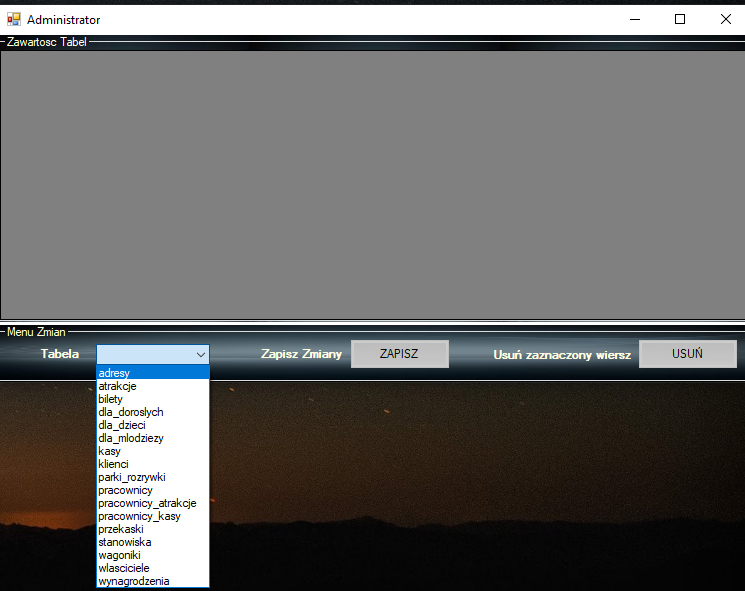 Administrator
Zawartosc Tabel
Menu Zmian
Tabela
Zapisz Zmiany
ZAPISZ
Usuń zaznaczony wiersz
USUŃ
adresy
atrakcje
bilety
dla_doroslych
dla_dzieci
dla_mlodziezy
kasy
klienci
parki_rozrywki
pracownicy
pracownicy_atrakcje
pracownicy_kasy
przekaski
stanowiska
wagoniki
wlasciciele
wynagrodzenia